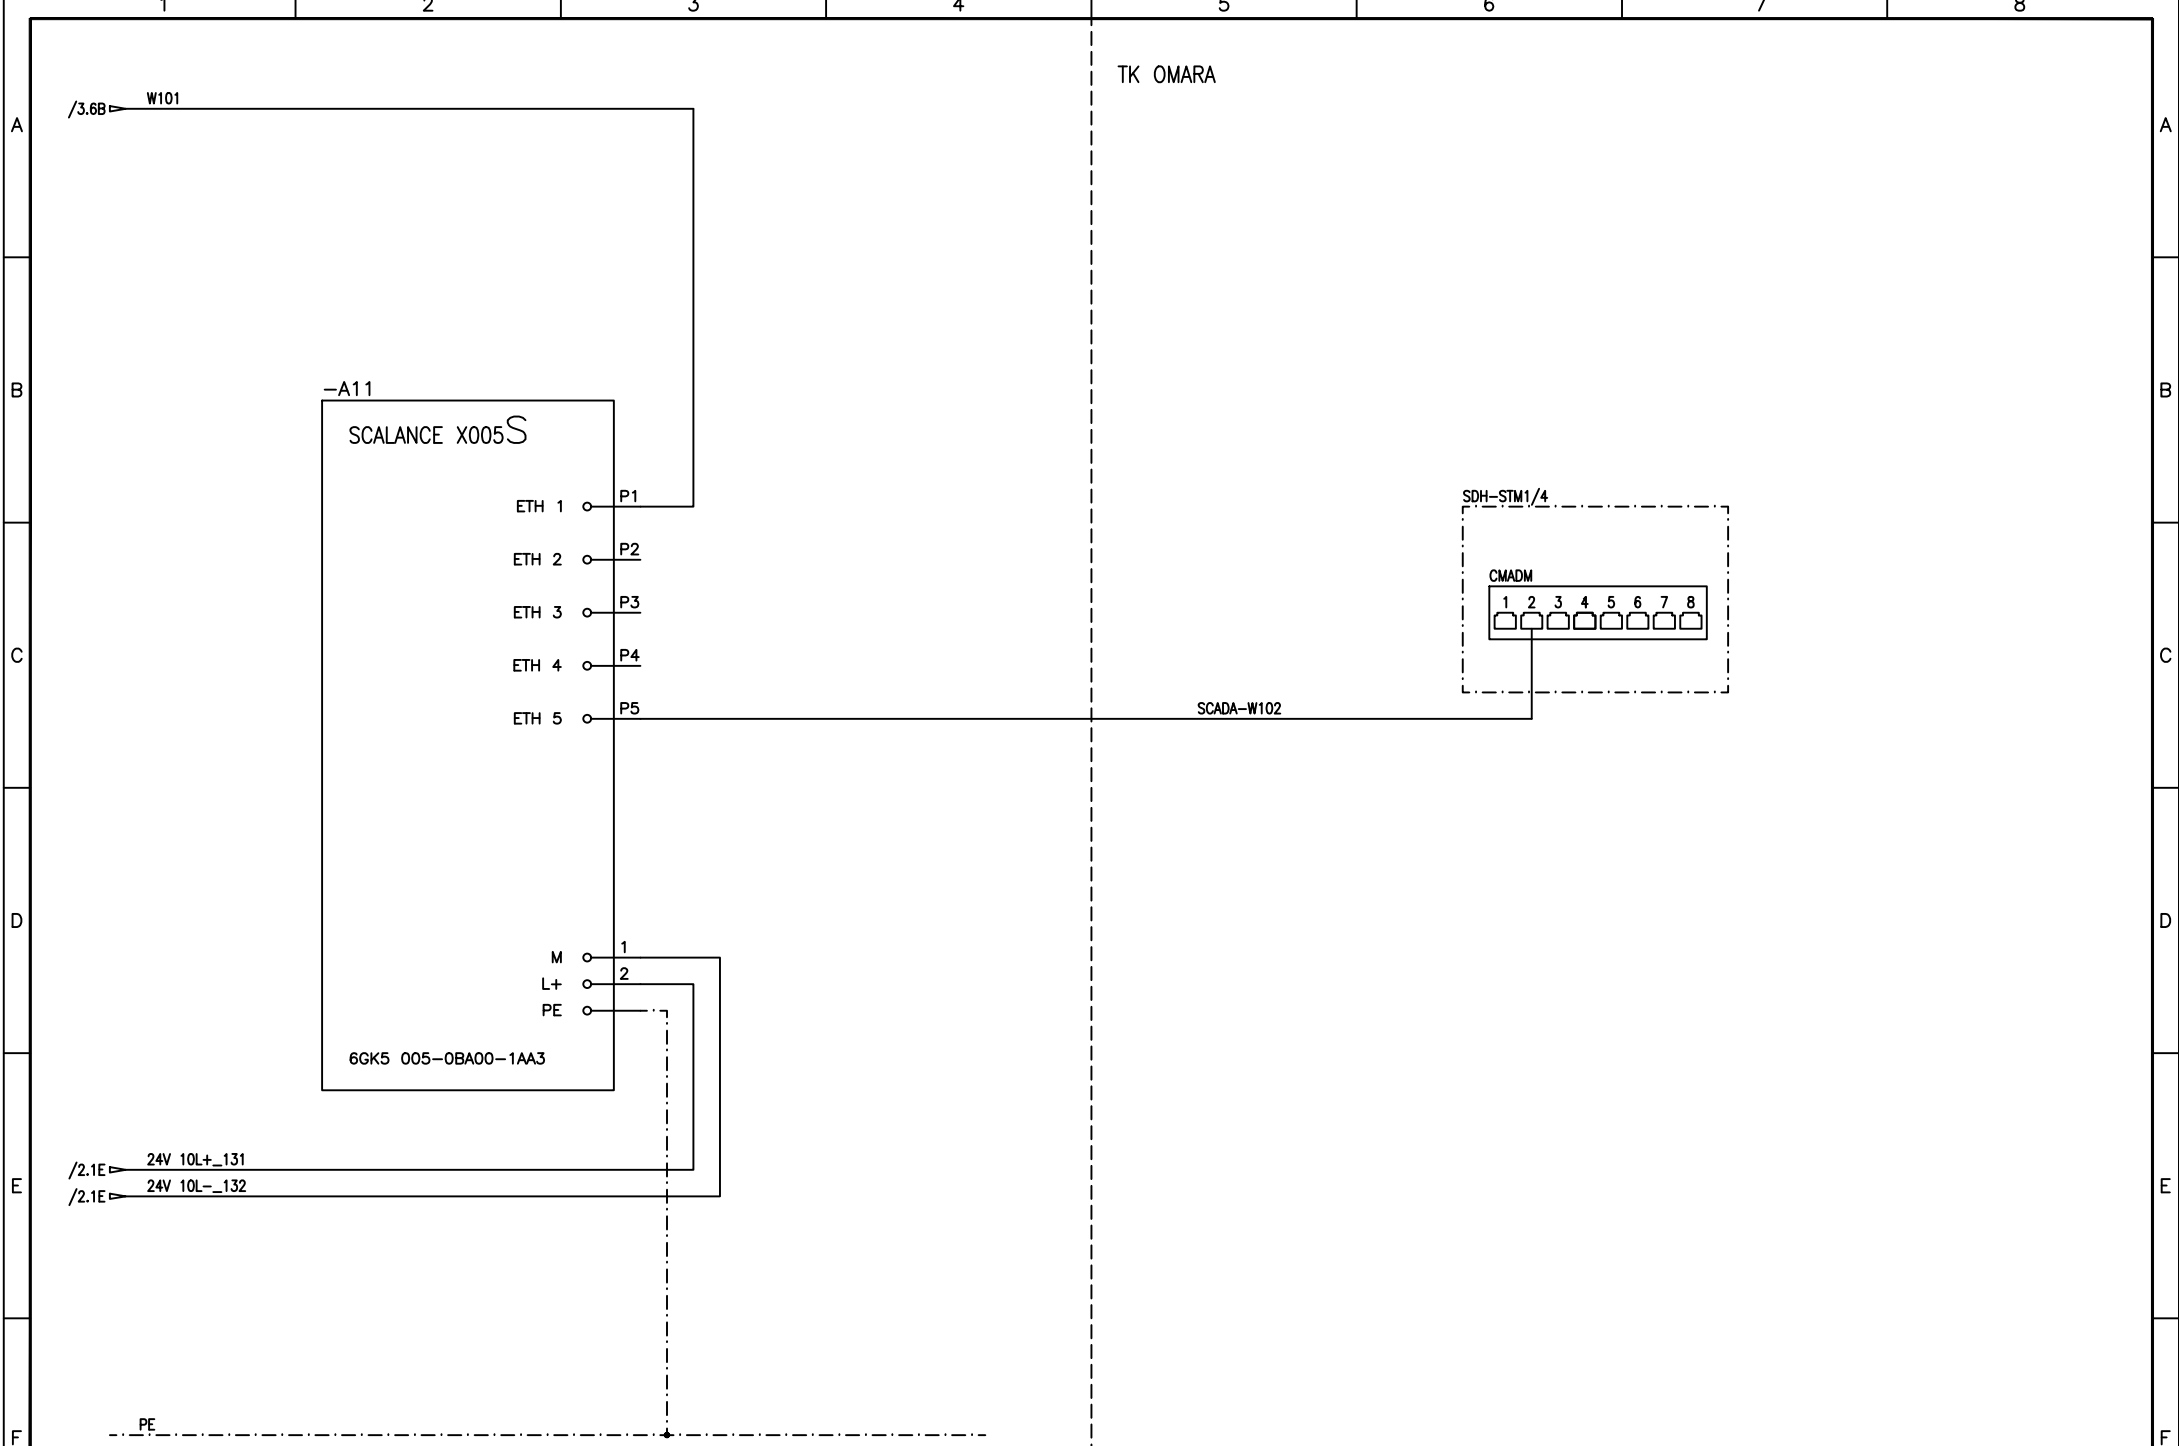 1 2 3 4 5 6 7 8
TK OMARA
/3.6B W101
A A
-A11
B B
SCALANCE X005S
ETH 1 P1
SDH-STM1/4
ETH 2 P2
CMADM
ETH 3 P3
1 2 3 4 5 6 7 8
C C
ETH 4 P4
ETH 5 P5
SCADA-W102
D D
M 1
L+ 2
PE
6GK5 005-0BA00-1AA3
/2.1E 24V 10L+_131
E E
/2.1E 24V 10L-_132
PE
F F